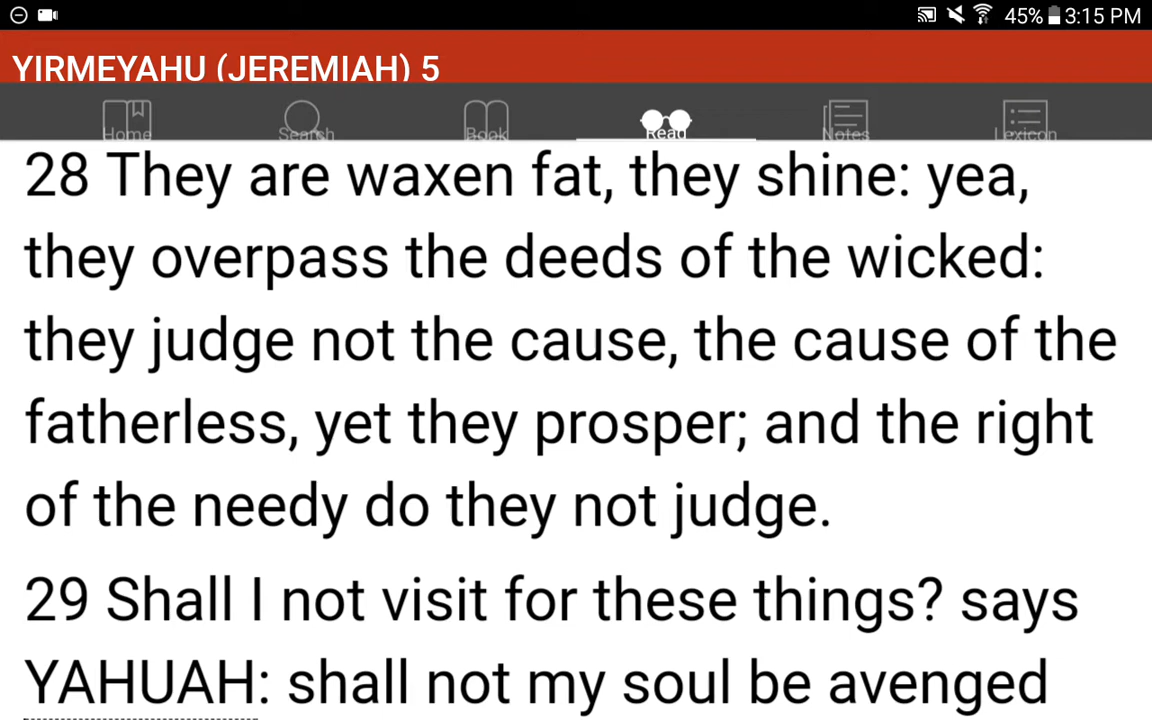 45% 3:15 PM
YIRMEYAHU (JEREMIAH) 5
Home Search Book Read Notes Lexicon
28 They are waxen fat, they shine: yea,
they overpass the deeds of the wicked:
they judge not the cause, the cause of the
fatherless, yet they prosper; and the right
of the needy do they not judge.
29 Shall I not visit for these things? says
YAHUAH: shall not my soul be avenged